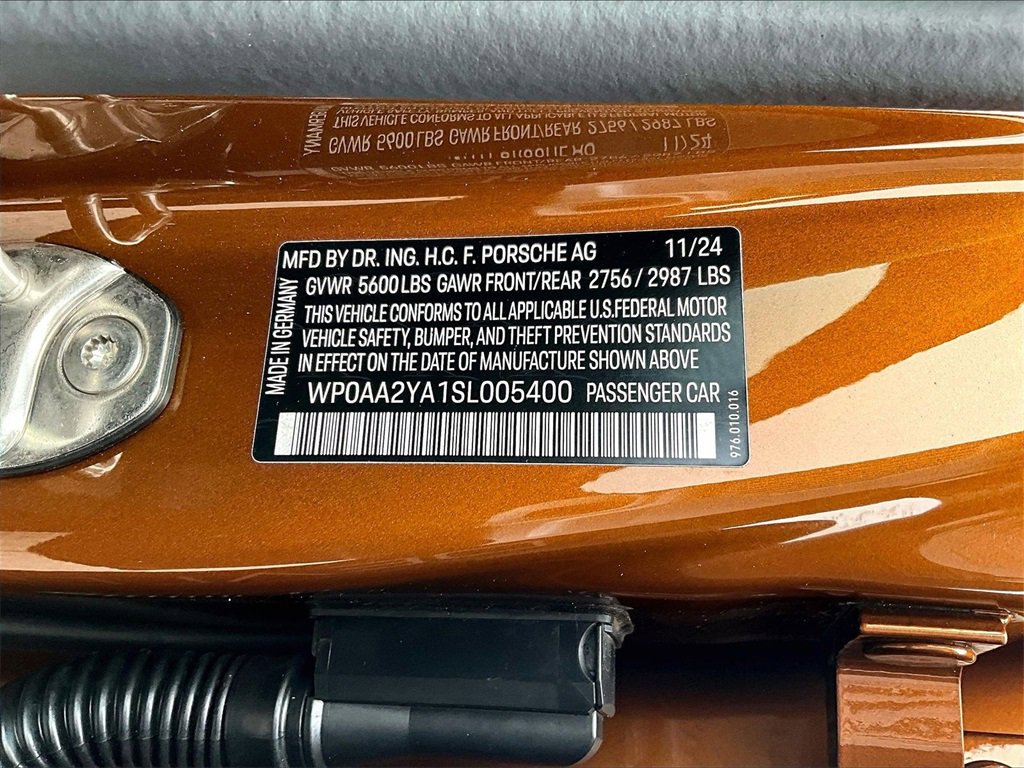 MFD BY DR. ING. H.C. F. PORSCHE AG 11/24
GVWR 5600 LBS GAWR FRONT/REAR 2756 / 2987 LBS
THIS VEHICLE CONFORMS TO ALL APPLICABLE U.S.FEDERAL MOTOR
VEHICLE SAFETY, BUMPER, AND THEFT PREVENTION STANDARDS
IN EFFECT ON THE DATE OF MANUFACTURE SHOWN ABOVE
WP0AA2YA1SL005400 PASSENGER CAR
MADE IN GERMANY
976.010.016